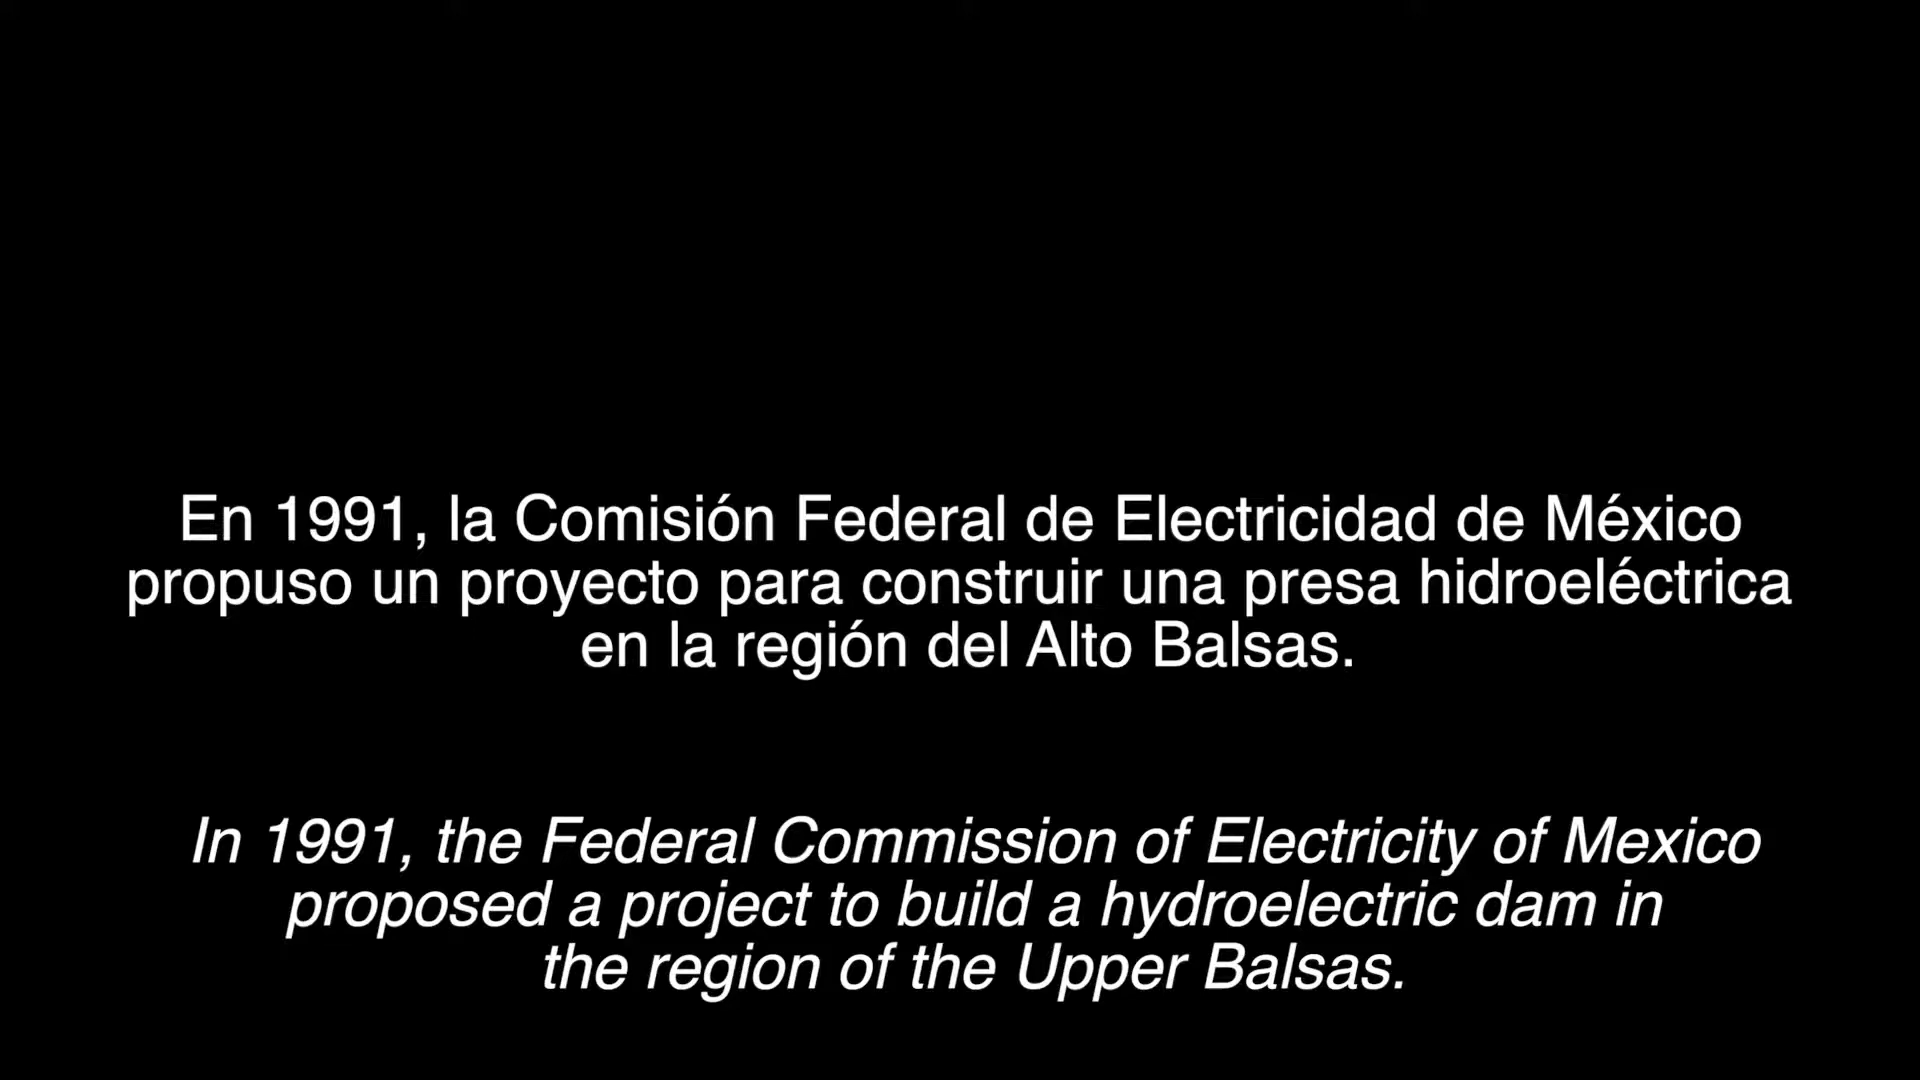 En 1991, la Comisión Federal de Electricidad de México
propuso un proyecto para construir una presa hidroeléctrica
en la región del Alto Balsas.
In 1991, the Federal Commission of Electricity of Mexico
proposed a project to build a hydroelectric dam in
the region of the Upper Balsas.